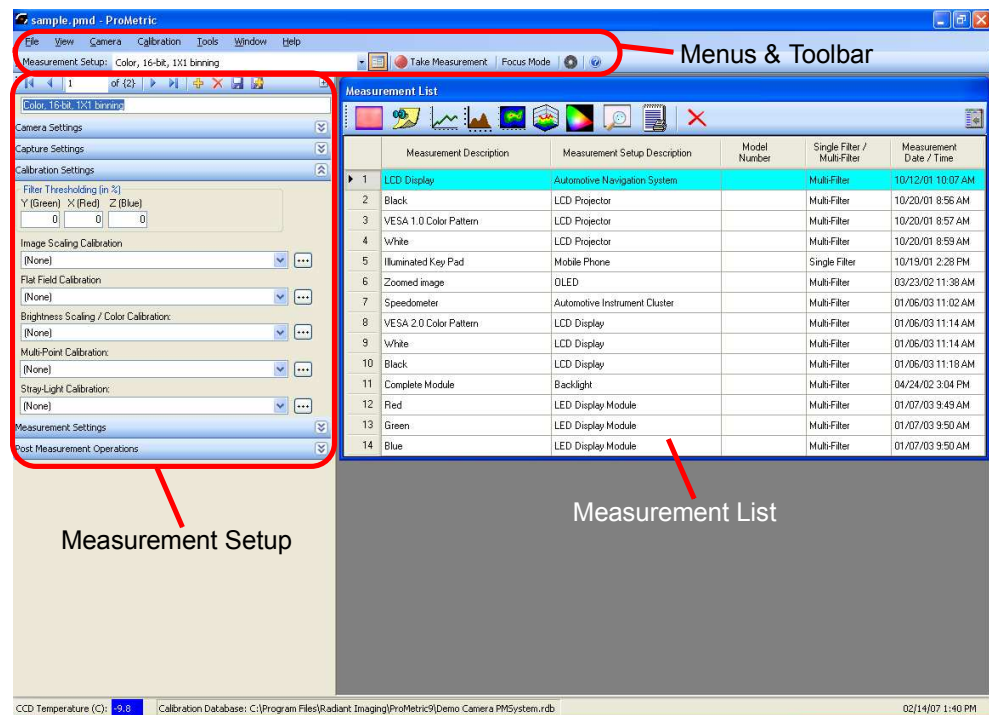 sample.pmd - ProMetric
File View Camera Calibration Tools Window Help
Measurement Setup: Color, 16-bit, 1X1 binning Take Measurement Focus Mode
Menus & Toolbar
1 of {2}
Color, 16-bit, 1X1 binning
Camera Settings
Capture Settings
Calibration Settings
Filter Thresholding (in %)
Y (Green) X (Red) Z (Blue)
0 0 0
Image Scaling Calibration
(None)
Flat Field Calibration
(None)
Brightness Scaling / Color Calibration:
(None)
Multi-Point Calibration:
(None)
Stray-Light Calibration:
(None)
Measurement Settings
Post Measurement Operations
Measurement Setup
Measurement List
Measurement Description Measurement Setup Description Model Number Single Filter / Multi-Filter Measurement Date / Time
1 LCD Display Automotive Navigation System Multi-Filter 10/12/01 10:07 AM
2 Black LCD Projector Multi-Filter 10/20/01 8:56 AM
3 VESA 1.0 Color Pattern LCD Projector Multi-Filter 10/20/01 8:57 AM
4 White LCD Projector Multi-Filter 10/20/01 8:59 AM
5 Illuminated Key Pad Mobile Phone Single Filter 10/19/01 2:28 PM
6 Zoomed image OLED Multi-Filter 03/23/02 11:38 AM
7 Speedometer Automotive Instrument Cluster Multi-Filter 01/06/03 11:02 AM
8 VESA 2.0 Color Pattern LCD Display Multi-Filter 01/06/03 11:14 AM
9 White LCD Display Multi-Filter 01/06/03 11:14 AM
10 Black LCD Display Multi-Filter 01/06/03 11:18 AM
11 Complete Module Backlight Multi-Filter 04/24/02 3:04 PM
12 Red LED Display Module Multi-Filter 01/07/03 9:49 AM
13 Green LED Display Module Multi-Filter 01/07/03 9:50 AM
14 Blue LED Display Module Multi-Filter 01/07/03 9:50 AM
Measurement List
CCD Temperature (C): -9.8 Calibration Database: C:\Program Files\Radiant Imaging\ProMetric9\Demo Camera PMSystem.rdb 02/14/07 1:40 PM